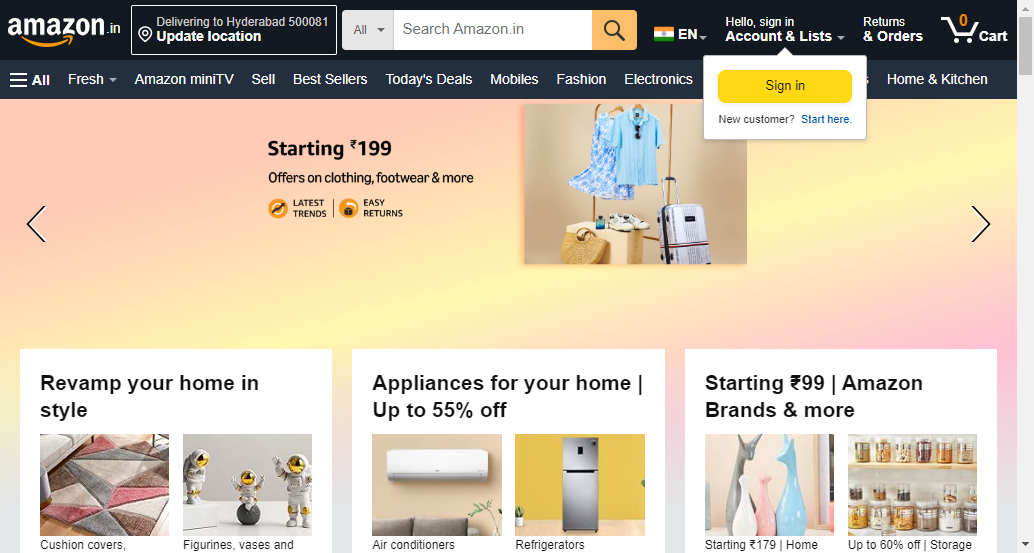 amazon.in
Delivering to Hyderabad 500081
Update location
All
Search Amazon.in
EN
Hello, sign in
Account & Lists
Returns
& Orders
0
Cart
All
Fresh
Amazon miniTV
Sell
Best Sellers
Today's Deals
Mobiles
Fashion
Electronics
Home & Kitchen
Sign in
New customer? Start here.
Starting ₹199
Offers on clothing, footwear & more
LATEST
TRENDS
EASY
RETURNS
Revamp your home in
style
Cushion covers,
Figurines, vases and
Appliances for your home |
Up to 55% off
Air conditioners
Refrigerators
Starting ₹99 | Amazon
Brands & more
Starting ₹179 | Home
Up to 60% off | Storage